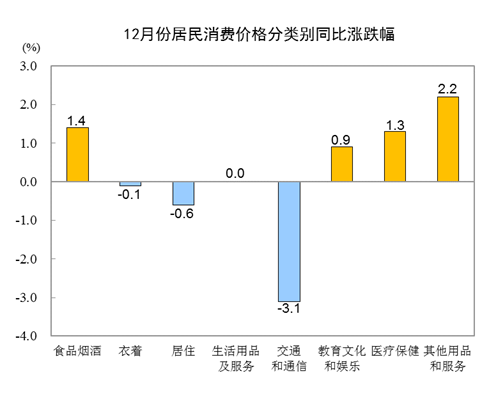 12月份居民消费价格分类别同比涨跌幅
(%)
3.0
2.0
1.0
0.0
-1.0
-2.0
-3.0
-4.0
1.4
-0.1
-0.6
0.0
-3.1
0.9
1.3
2.2
食品烟酒
衣着
居住
生活用品
及服务
交通
和通信
教育文化
和娱乐
医疗保健
其他用品
和服务